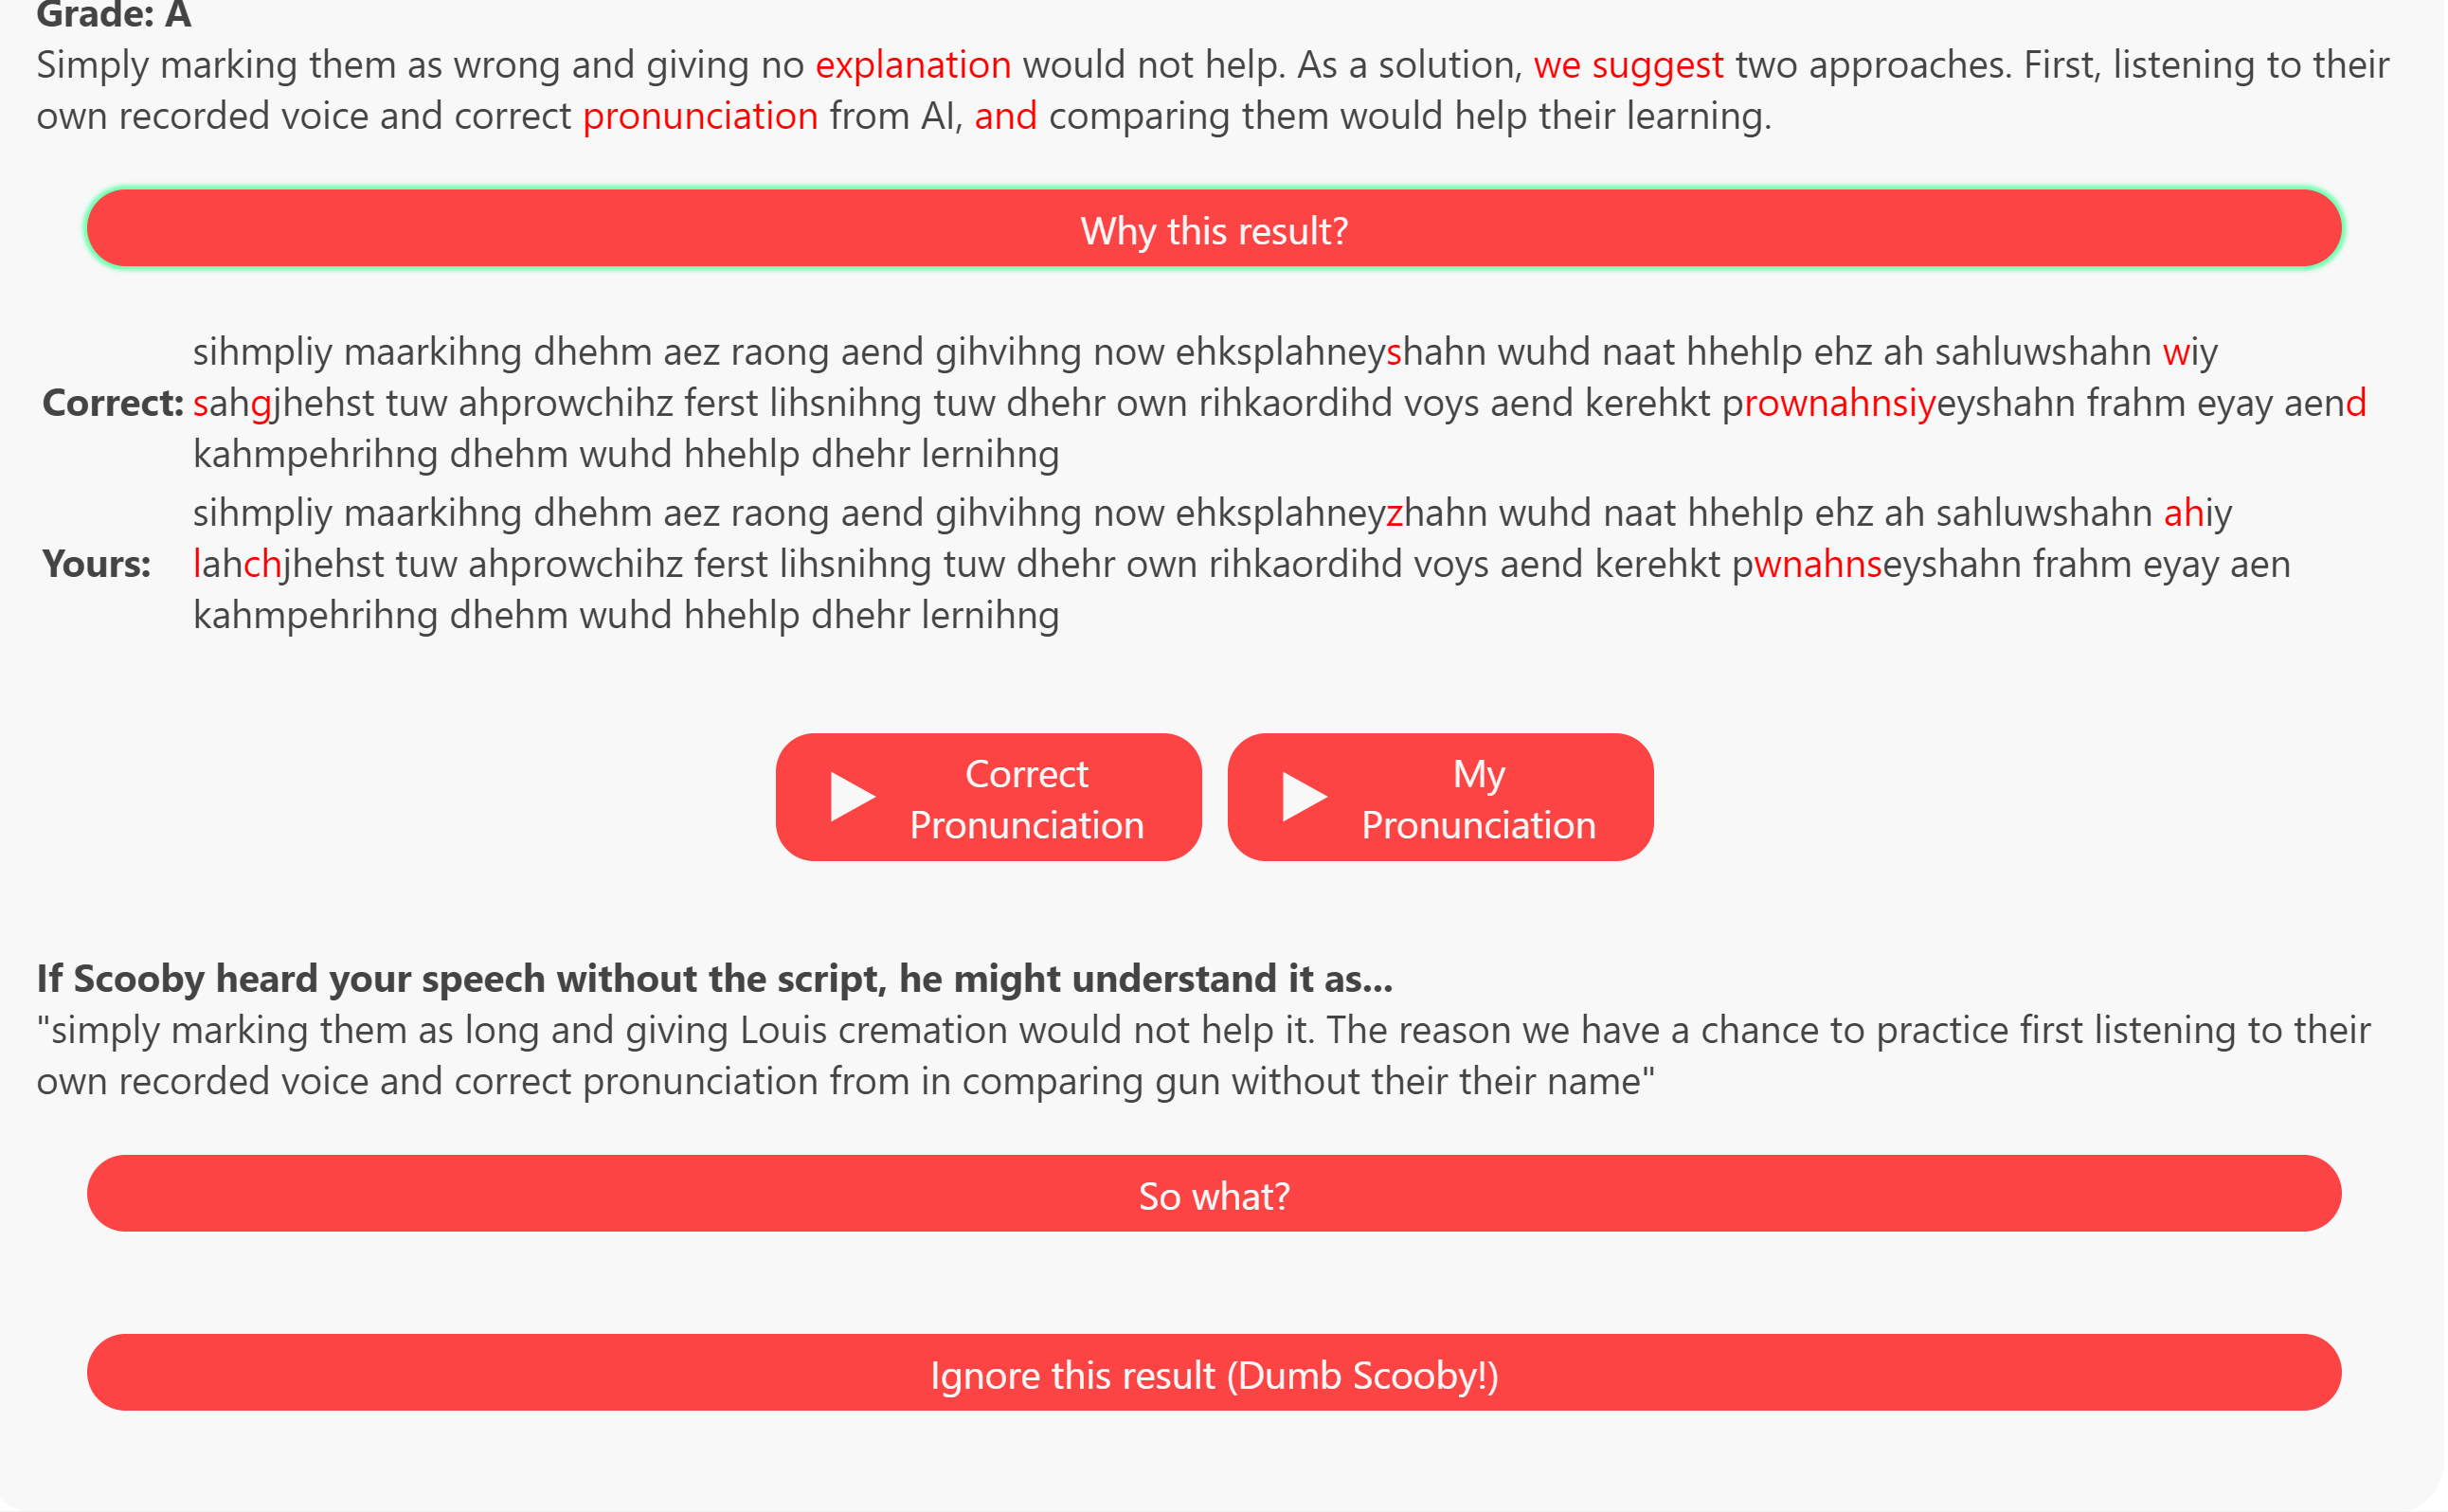 Grade: A
Simply marking them as wrong and giving no explanation would not help. As a solution, we suggest two approaches. First, listening to their
own recorded voice and correct pronunciation from AI, and comparing them would help their learning.
Why this result?
sihmpliy maarkihng dhehm aez raong aend gihvihng now ehksplahneyshahn wuhd naat hhehlp ehz ah sahluwshahn wiy
Correct: sahgjhehst tuw ahprowchihz ferst lihsnihng tuw dhehr own rihkaordihd voys aend kerehkt prownahnsiyeyshahn frahm eyay aend
kahmpehrihng dhehm wuhd hhehlp dhehr lernihng
sihmpliy maarkihng dhehm aez raong aend gihvihng now ehksplahneyzhahn wuhd naat hhehlp ehz ah sahluwshahn ahiy
Yours: lahchjhehst tuw ahprowchihz ferst lihsnihng tuw dhehr own rihkaordihd voys aend kerehkt pwnahnseyshahn frahm eyay aen
kahmpehrihng dhehm wuhd hhehlp dhehr lernihng
Correct
Pronunciation
My
Pronunciation
If Scooby heard your speech without the script, he might understand it as...
"simply marking them as long and giving Louis cremation would not help it. The reason we have a chance to practice first listening to their
own recorded voice and correct pronunciation from in comparing gun without their their name"
So what?
Ignore this result (Dumb Scooby!)